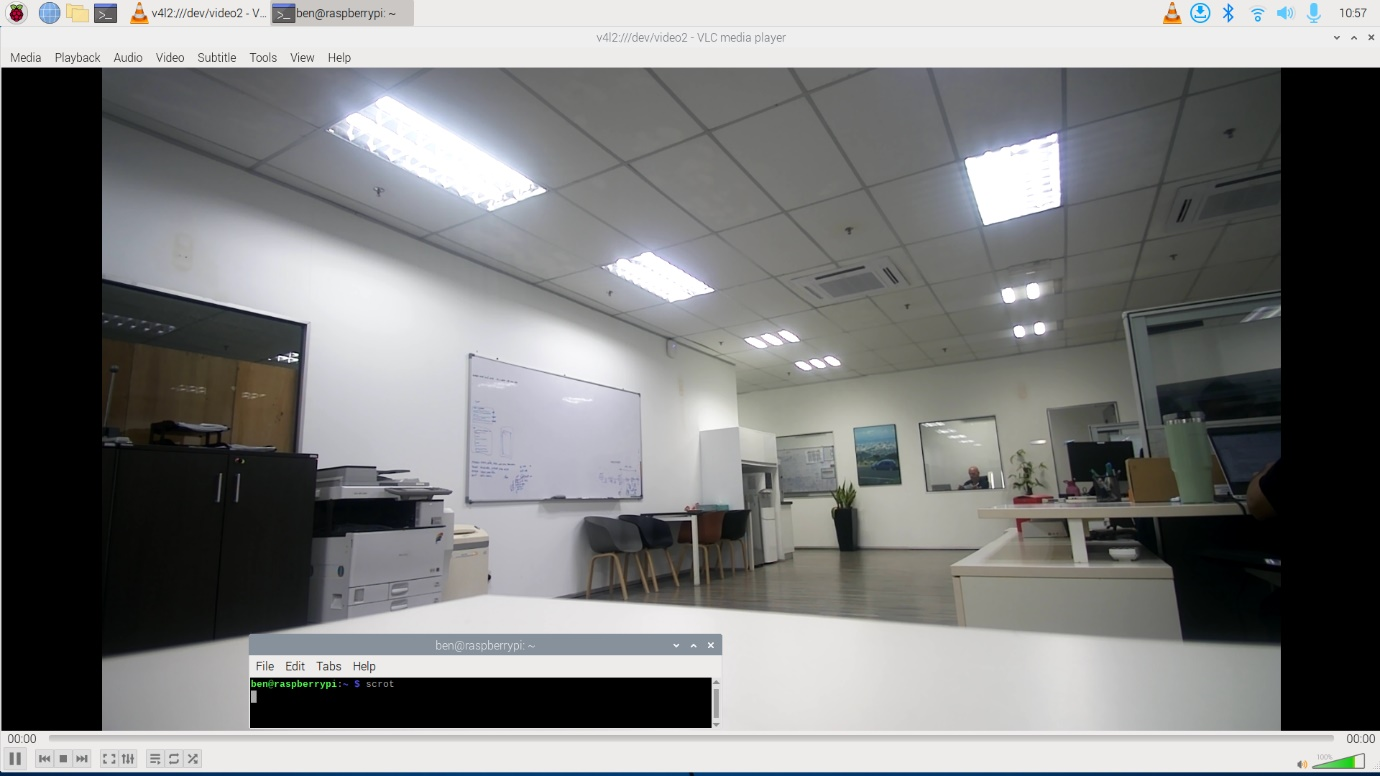 v4l2:///dev/video2 - V...
ben@raspberrypi: ~
10:57
v4l2:///dev/video2 - VLC media player
Media Playback Audio Video Subtitle Tools View Help
ben@raspberrypi: ~
File Edit Tabs Help
ben@raspberrypi:~ $ scrot
00:00
00:00
100%